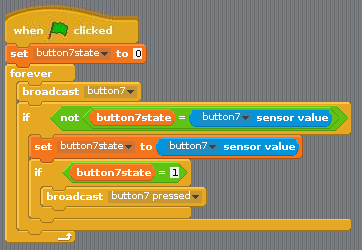 when clicked
set button7state to 0
forever
broadcast button7
if not button7state = button7 sensor value
set button7state to button7 sensor value
if button7state = 1
broadcast button7 pressed